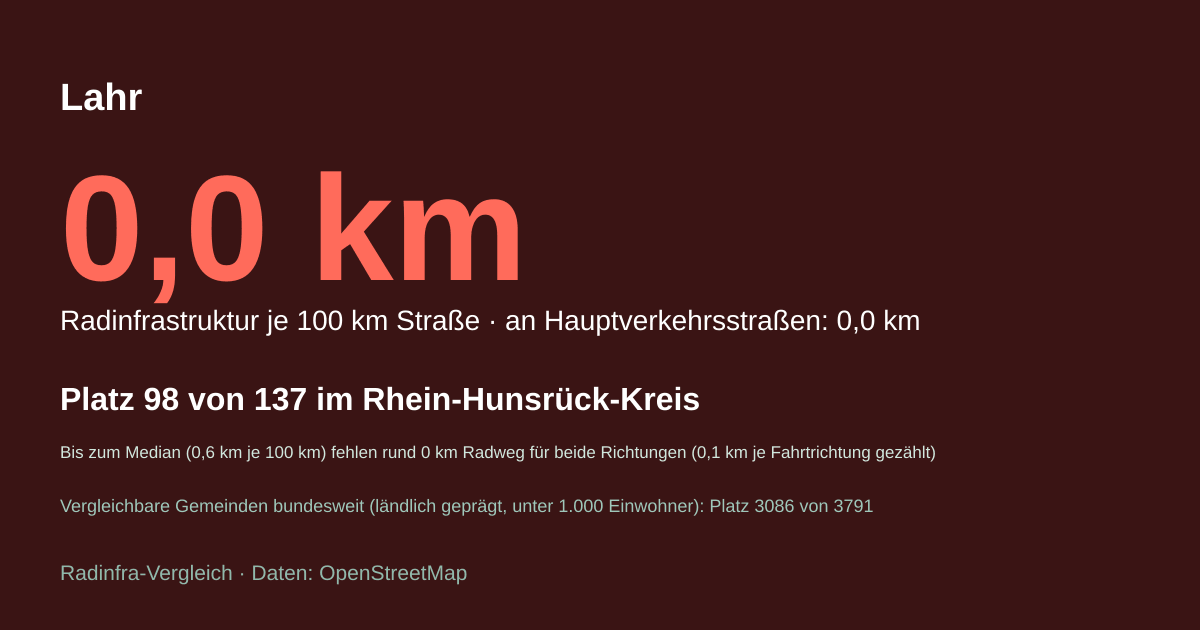 Lahr
0,0 km
Radinfrastruktur je 100 km Straße · an Hauptverkehrsstraßen: 0,0 km
Platz 98 von 137 im Rhein-Hunsrück-Kreis
Bis zum Median (0,6 km je 100 km) fehlen rund 0 km Radweg für beide Richtungen (0,1 km je Fahrtrichtung gezählt)
Vergleichbare Gemeinden bundesweit (ländlich geprägt, unter 1.000 Einwohner): Platz 3086 von 3791
Radinfra-Vergleich · Daten: OpenStreetMap